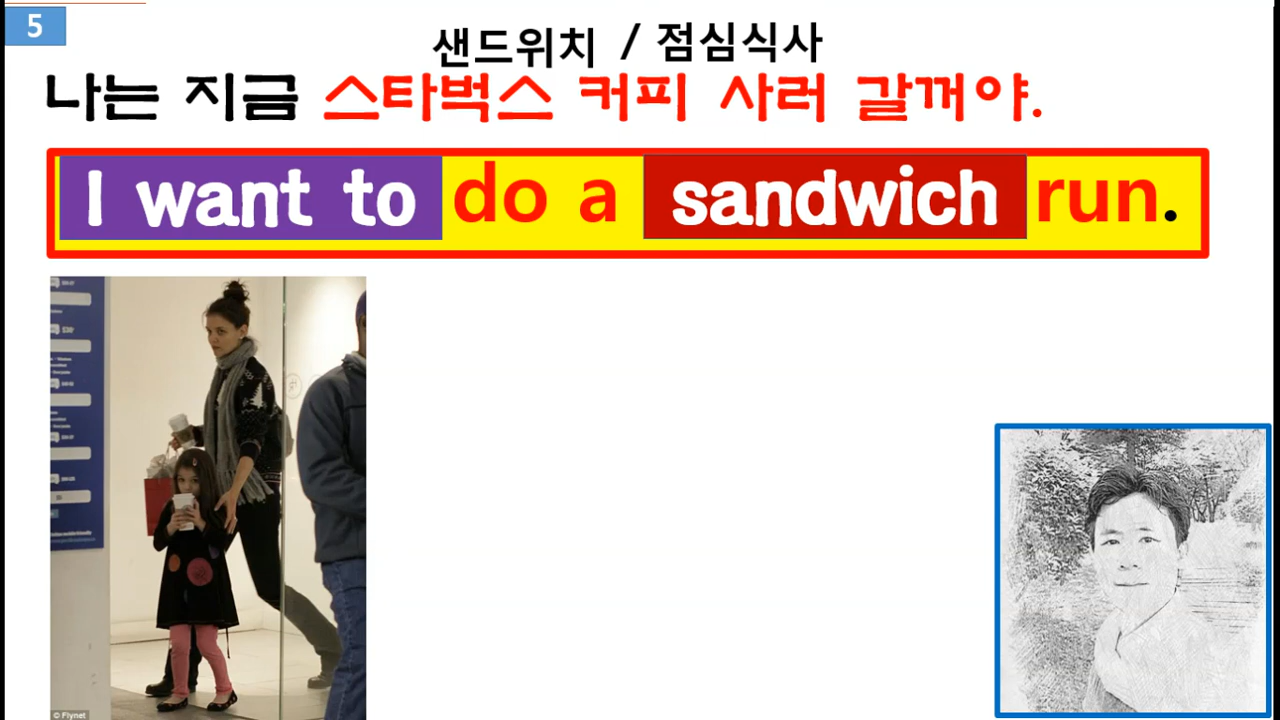 5
샌드위치 / 점심식사
나는 지금 스타벅스 커피 사러 갈꺼야.
I want to do a sandwich run.
© Flynet